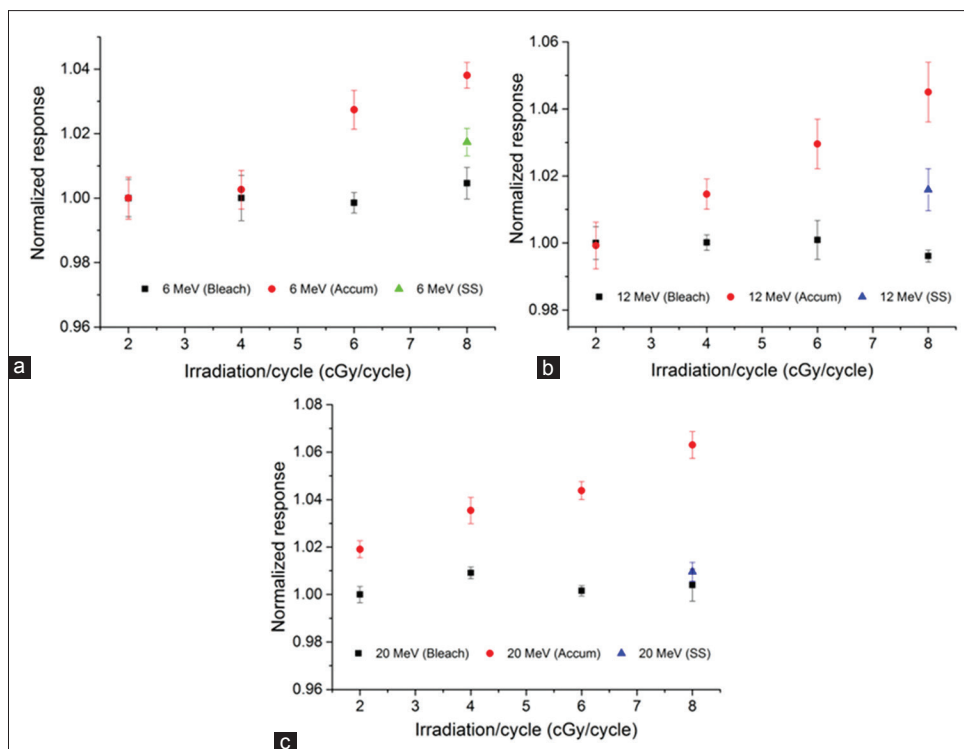 1.04
1.02
1.00
0.98
0.96
Normalized response
6 MeV (Bleach) 6 MeV (Accum) 6 MeV (SS)
2 3 4 5 6 7 8
Irradiation/cycle (cGy/cycle)
a
1.06
1.04
1.02
1.00
0.98
Normalized response
12 MeV (Bleach) 12 MeV (Accum) 12 MeV (SS)
2 3 4 5 6 7 8
Irradiation/cycle (cGy/cycle)
b
1.08
1.06
1.04
1.02
1.00
0.98
0.96
Normalized response
20 MeV (Bleach) 20 MeV (Accum) 20 MeV (SS)
2 3 4 5 6 7 8
Irradiation/cycle (cGy/cycle)
c